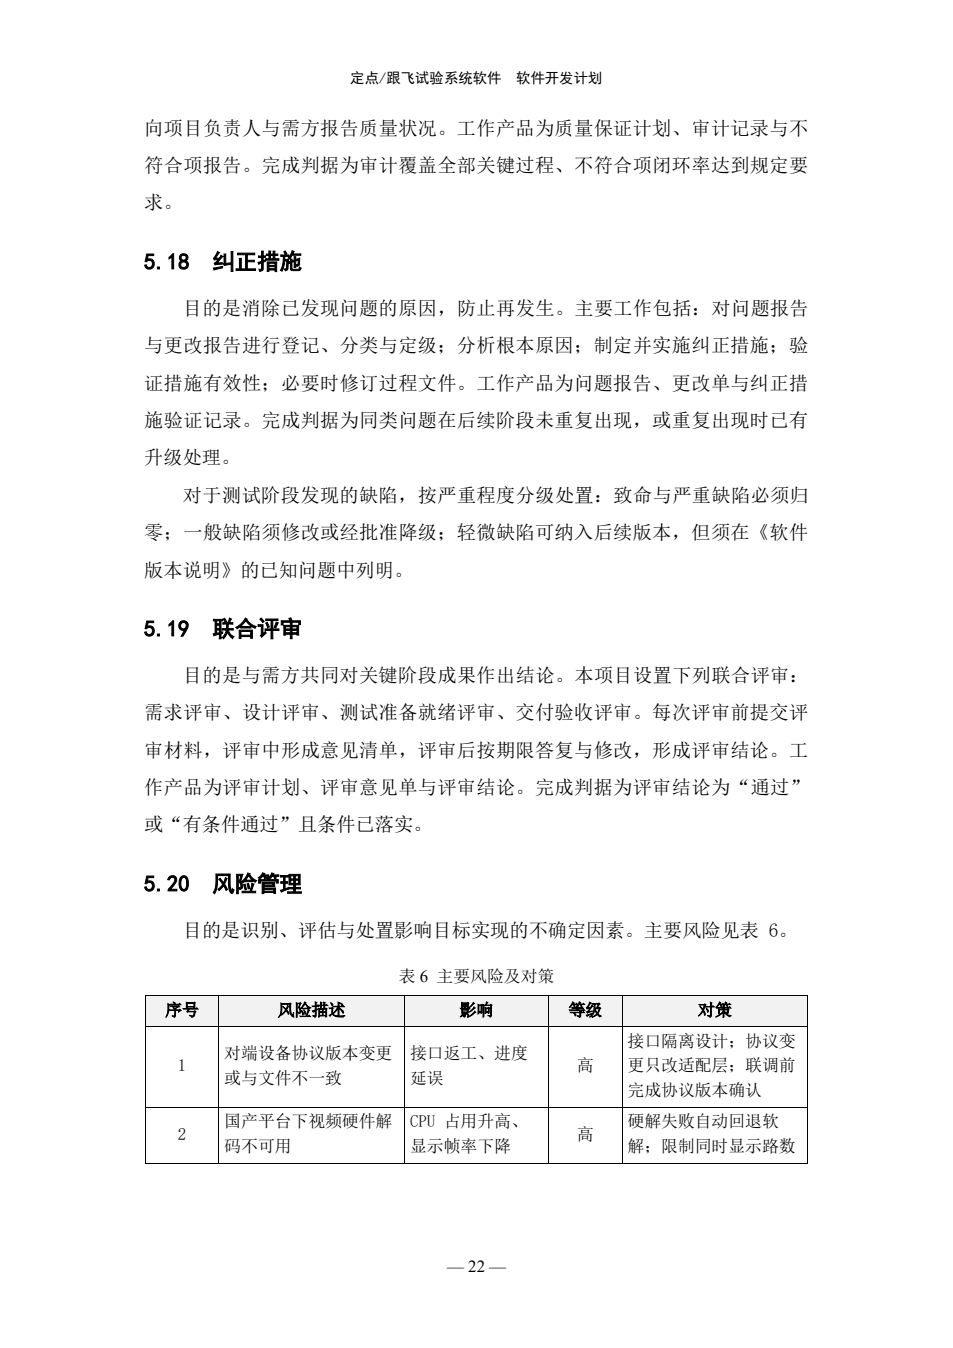 定点/跟飞试验系统软件　软件开发计划
向项目负责人与需方报告质量状况。工作产品为质量保证计划、审计记录与不
符合项报告。完成判据为审计覆盖全部关键过程、不符合项闭环率达到规定要
求。
5.18　纠正措施
目的是消除已发现问题的原因，防止再发生。主要工作包括：对问题报告
与更改报告进行登记、分类与定级；分析根本原因；制定并实施纠正措施；验
证措施有效性；必要时修订过程文件。工作产品为问题报告、更改单与纠正措
施验证记录。完成判据为同类问题在后续阶段未重复出现，或重复出现时已有
升级处理。
对于测试阶段发现的缺陷，按严重程度分级处置：致命与严重缺陷必须归
零；一般缺陷须修改或经批准降级；轻微缺陷可纳入后续版本，但须在《软件
版本说明》的已知问题中列明。
5.19　联合评审
目的是与需方共同对关键阶段成果作出结论。本项目设置下列联合评审：
需求评审、设计评审、测试准备就绪评审、交付验收评审。每次评审前提交评
审材料，评审中形成意见清单，评审后按期限答复与修改，形成评审结论。工
作产品为评审计划、评审意见单与评审结论。完成判据为评审结论为“通过”
或“有条件通过”且条件已落实。
5.20　风险管理
目的是识别、评估与处置影响目标实现的不确定因素。主要风险见表 6。
表 6 主要风险及对策
序号 风险描述 影响 等级 对策
1
对端设备协议版本变更
或与文件不一致
接口返工、进度
延误
高
接口隔离设计；协议变
更只改适配层；联调前
完成协议版本确认
2
国产平台下视频硬件解
码不可用
CPU 占用升高、
显示帧率下降
高
硬解失败自动回退软
解；限制同时显示路数
— 22 —